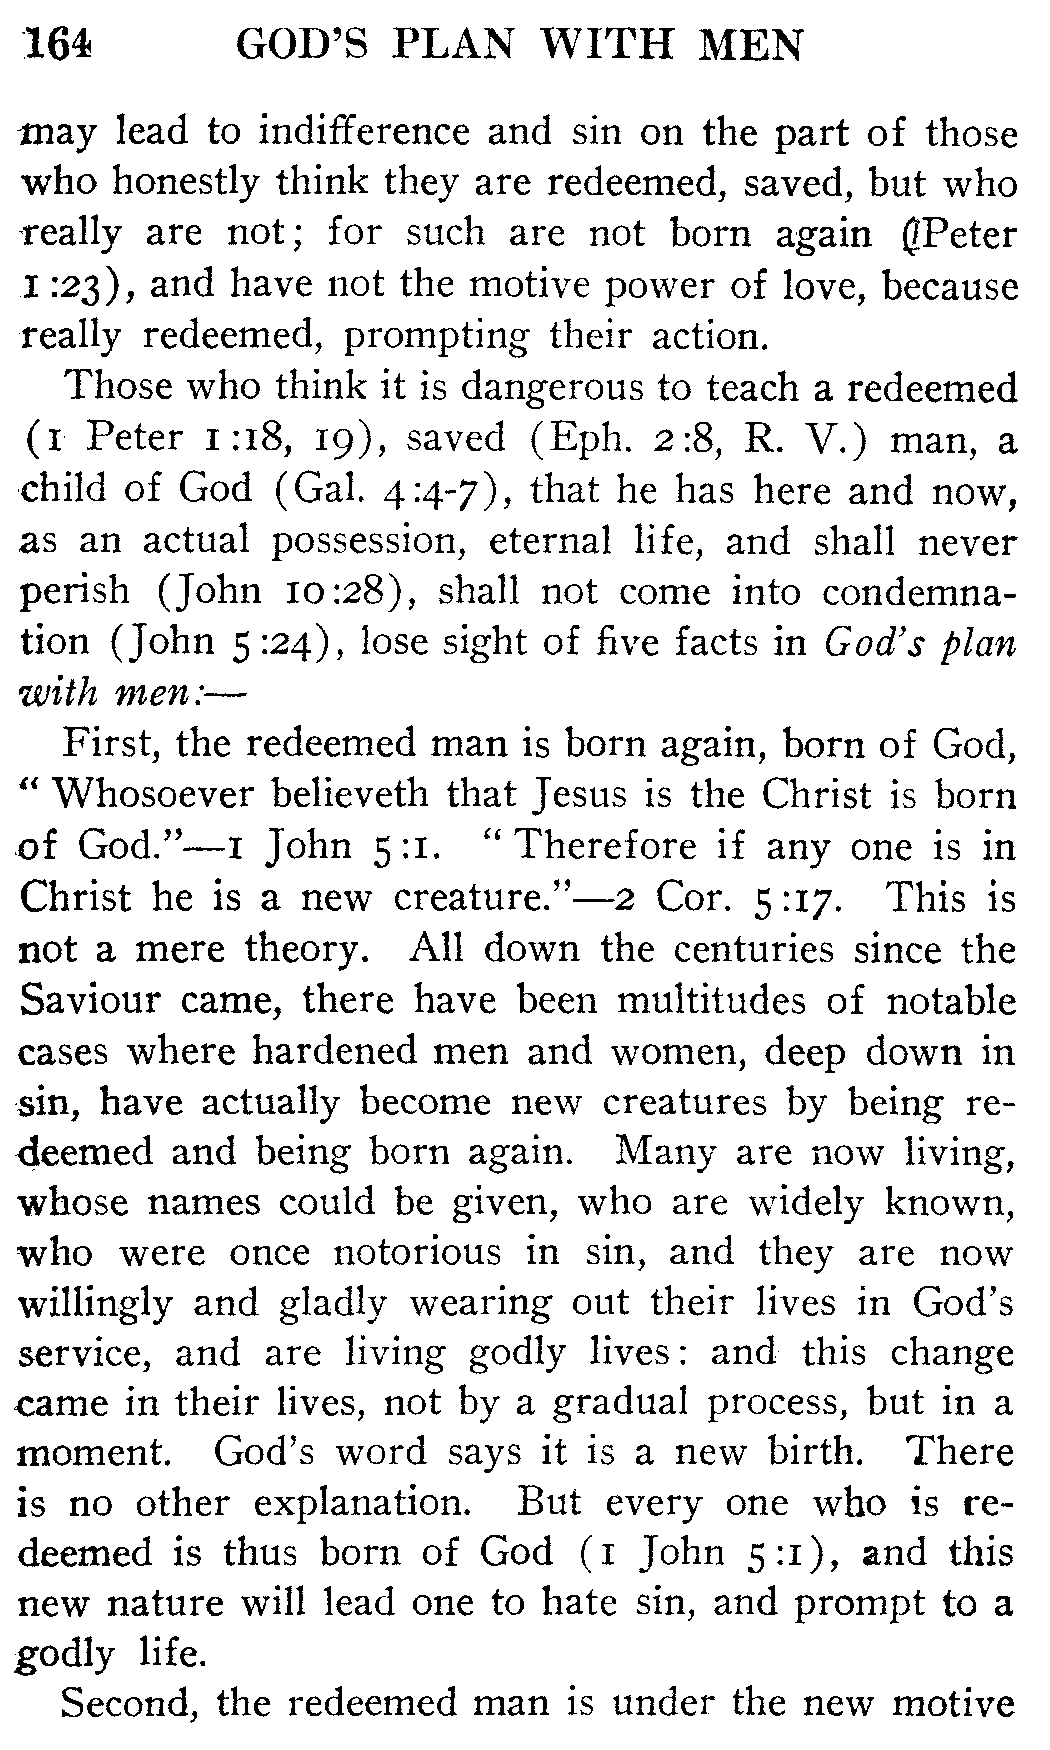 164 GOD'S PLAN WITH MEN
may lead to indifference and sin on the part of those
who honestly think they are redeemed, saved, but who
really are not; for such are not born again (1Peter
1:23), and have not the motive power of love, because
really redeemed, prompting their action.
Those who think it is dangerous to teach a redeemed
(1 Peter 1:18, 19), saved (Eph. 2:8, R. V.) man, a
child of God (Gal. 4:4-7), that he has here and now,
as an actual possession, eternal life, and shall never
perish (John 10:28), shall not come into condemna-
tion (John 5:24), lose sight of five facts in God's plan
with men:—
First, the redeemed man is born again, born of God,
"Whosoever believeth that Jesus is the Christ is born
of God."—1 John 5:1. "Therefore if any one is in
Christ he is a new creature."—2 Cor. 5:17. This is
not a mere theory. All down the centuries since the
Saviour came, there have been multitudes of notable
cases where hardened men and women, deep down in
sin, have actually become new creatures by being re-
deemed and being born again. Many are now living,
whose names could be given, who are widely known,
who were once notorious in sin, and they are now
willingly and gladly wearing out their lives in God's
service, and are living godly lives: and this change
came in their lives, not by a gradual process, but in a
moment. God's word says it is a new birth. There
is no other explanation. But every one who is re-
deemed is thus born of God (1 John 5:1), and this
new nature will lead one to hate sin, and prompt to a
godly life.
Second, the redeemed man is under the new motive